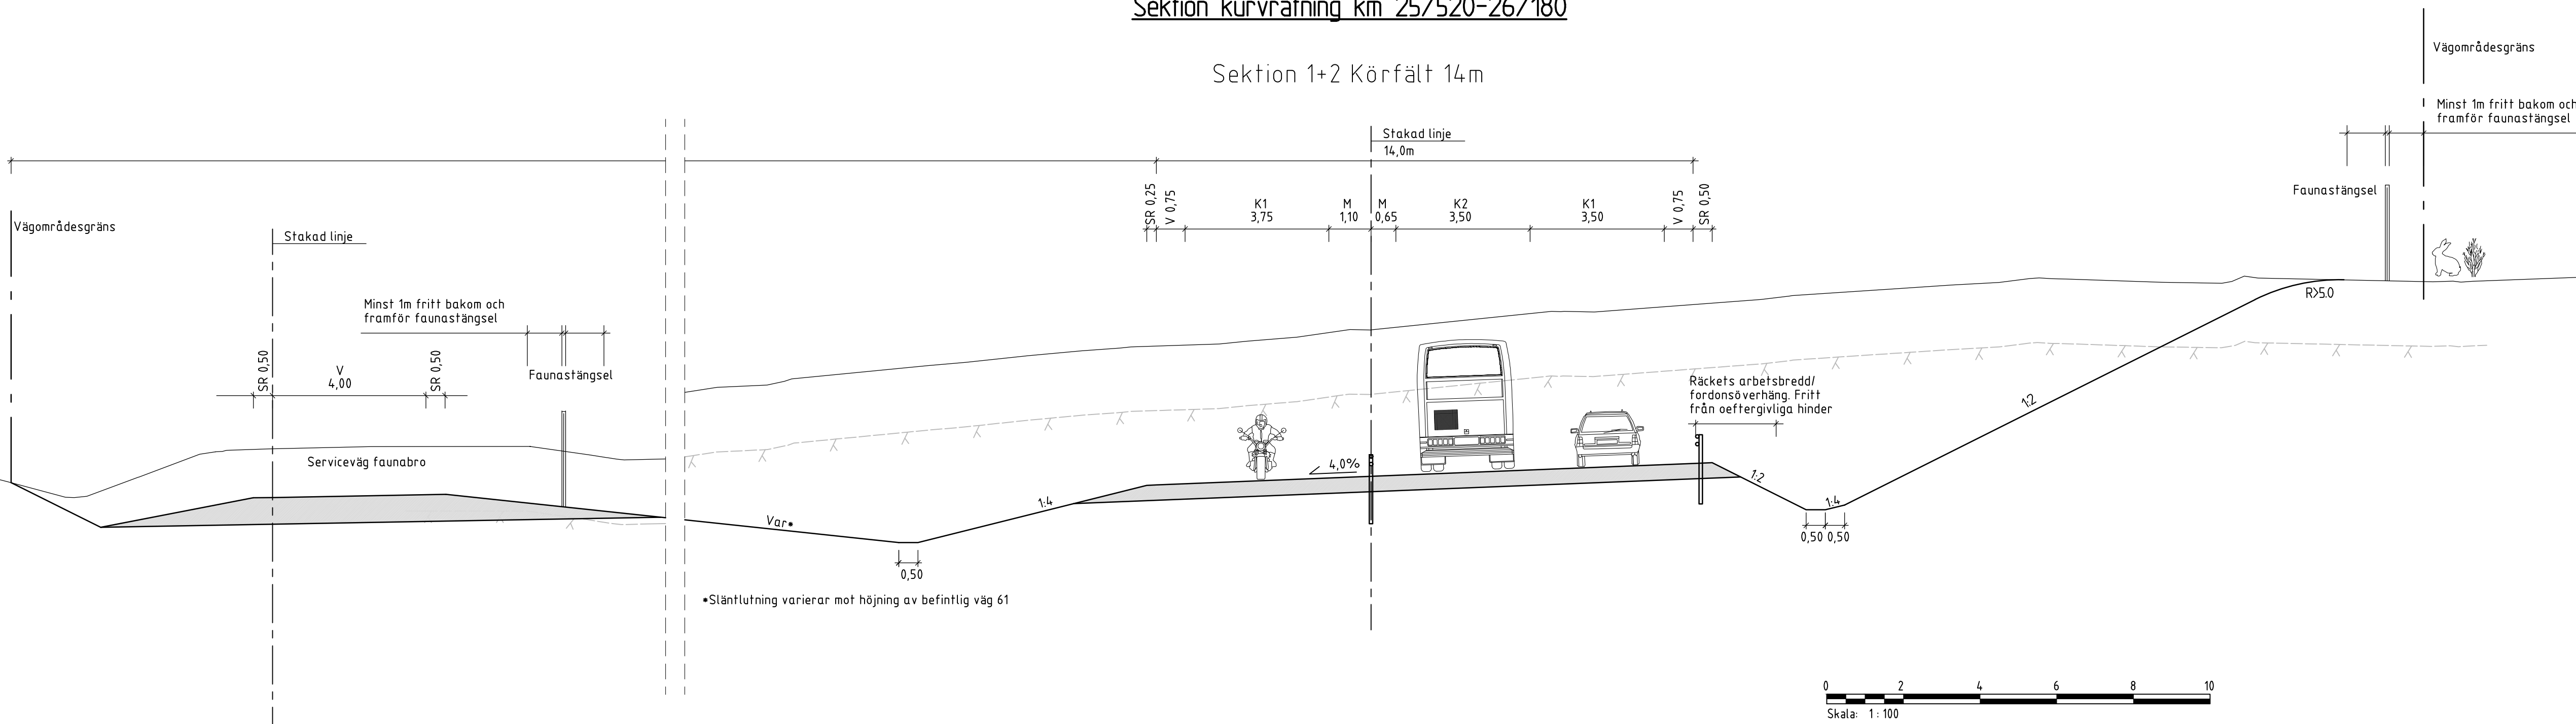 Sektion kurvrätning km 25/520-26/180
Sektion 1+2 Körfält 14m
Vägområdesgräns
Minst 1m fritt bakom och
framför faunastängsel
Stakad linje
14,0m
SR 0,25
V 0,75
K1
3,75
M
1,10
M
0,65
K2
3,50
K1
3,50
V 0,75
SR 0,50
Faunastängsel
Vägområdesgräns
Stakad linje
Minst 1m fritt bakom och
framför faunastängsel
SR 0,50
V
4,00
SR 0,50
Faunastängsel
R>5.0
Räckets arbetsbredd/
fordonsöverhäng. Fritt
från oeftergivliga hinder
1:2
Serviceväg faunabro
4,0%
1:2
1:4
1:4
Var*
0,50 0,50
0,50
*Släntlutning varierar mot höjning av befintlig väg 61
0 2 4 6 8 10
Skala: 1 : 100